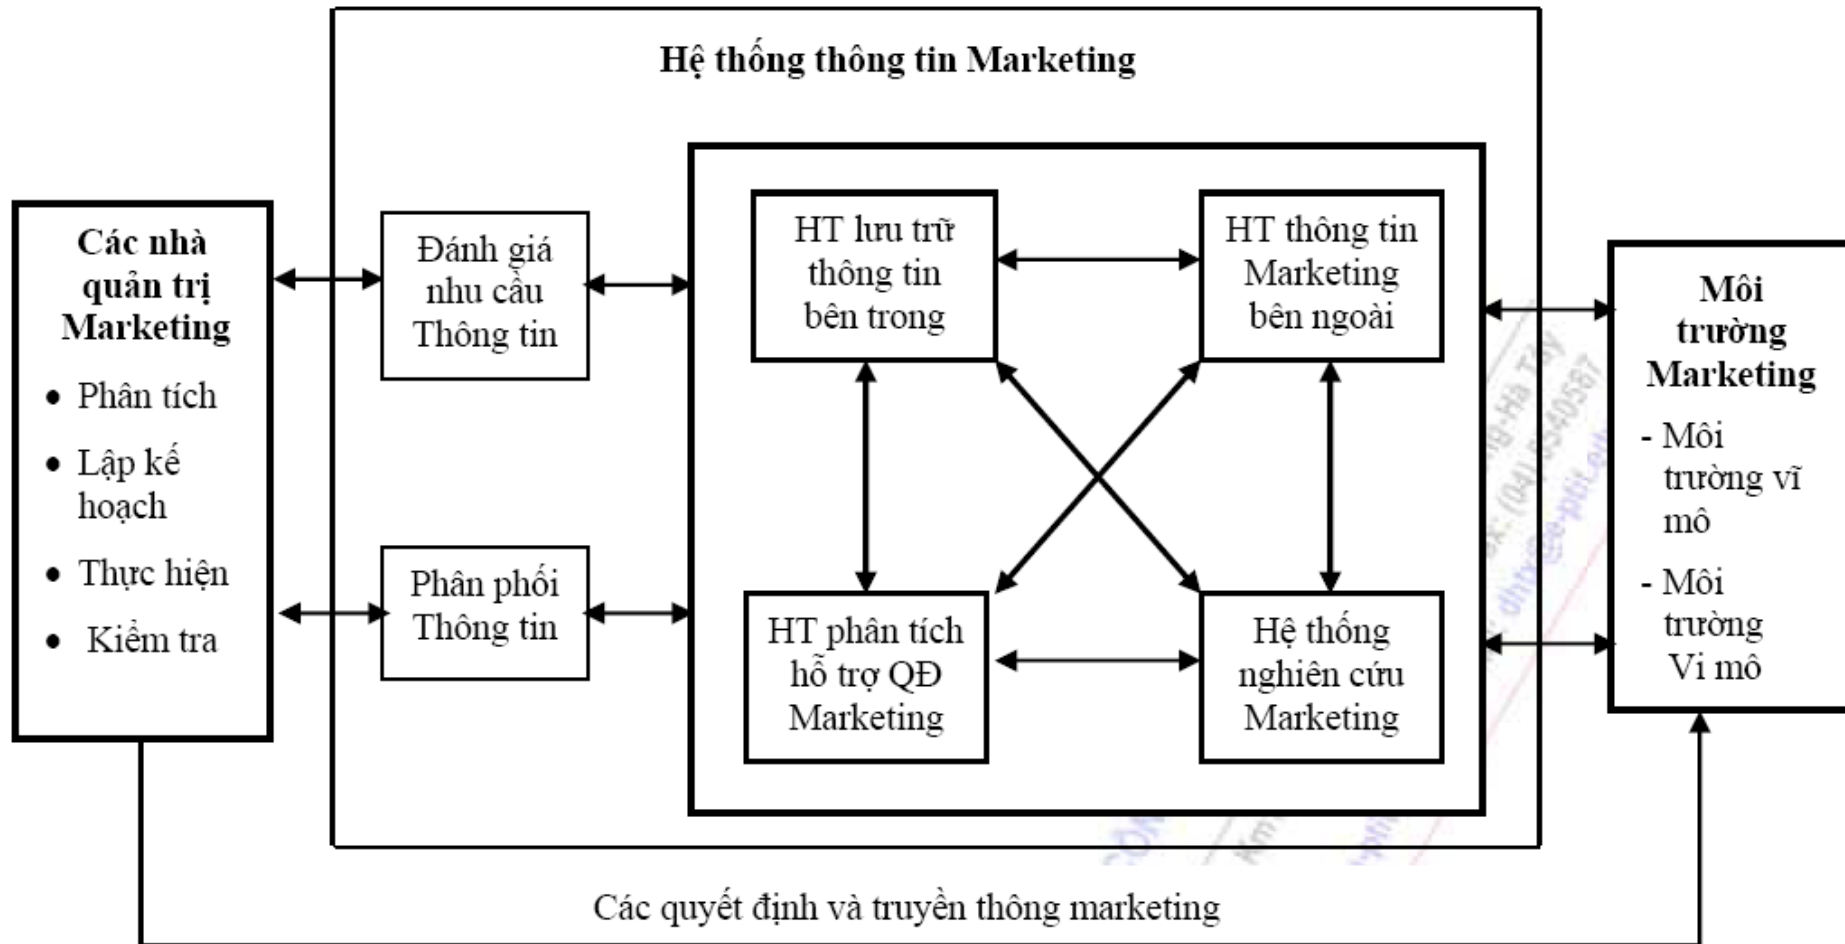 Hệ thống thông tin Marketing
Các nhà
quản trị
Marketing
• Phân tích
• Lập kế
hoạch
• Thực hiện
• Kiểm tra
Đánh giá
nhu cầu
Thông tin
Phân phối
Thông tin
HT lưu trữ
thông tin
bên trong
HT thông tin
Marketing
bên ngoài
HT phân tích
hỗ trợ QĐ
Marketing
Hệ thống
nghiên cứu
Marketing
Môi
trường
Marketing
- Môi
trường vĩ
mô
- Môi
trường
Vi mô
Các quyết định và truyền thông marketing